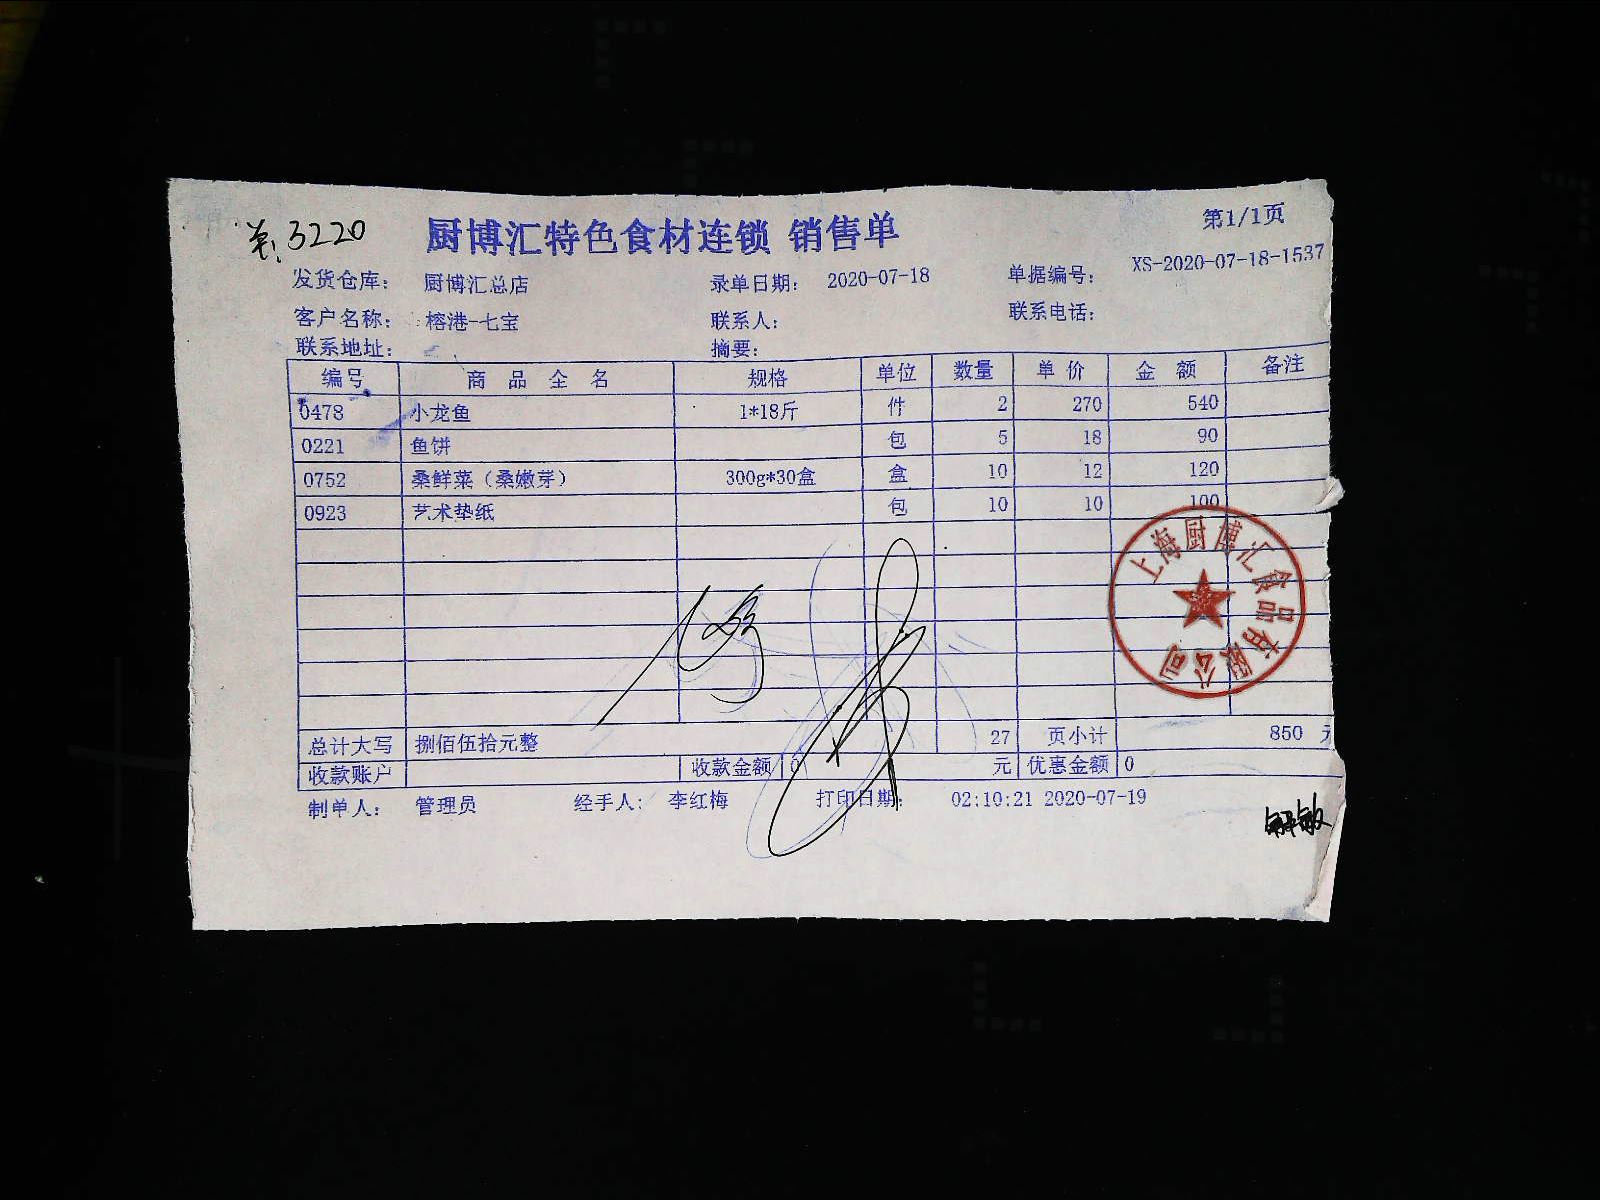 第1/1页
3220
厨博汇特色食材连锁 销售单
发货仓库： 厨博汇总店 录单日期： 2020-07-18 单据编号： XS-2020-07-18-1537
客户名称： 榕港-七宝 联系人： 联系电话：
联系地址： 摘要：
编号 商品全名 规格 单位 数量 单价 金额 备注
0478 小龙鱼 1*18斤 件 2 270 540
0221 鱼饼 包 5 18 90
0752 桑鲜菜（桑嫩芽） 300g*30盒 盒 10 12 120
0923 艺术垫纸 包 10 10 100
上海厨博汇食品有限公司
总计大写 捌佰伍拾元整 27 页小计 850 元
收款账户 收款金额 0 元 优惠金额 0
制单人： 管理员 经手人： 李红梅 打印日期： 02:10:21 2020-07-19